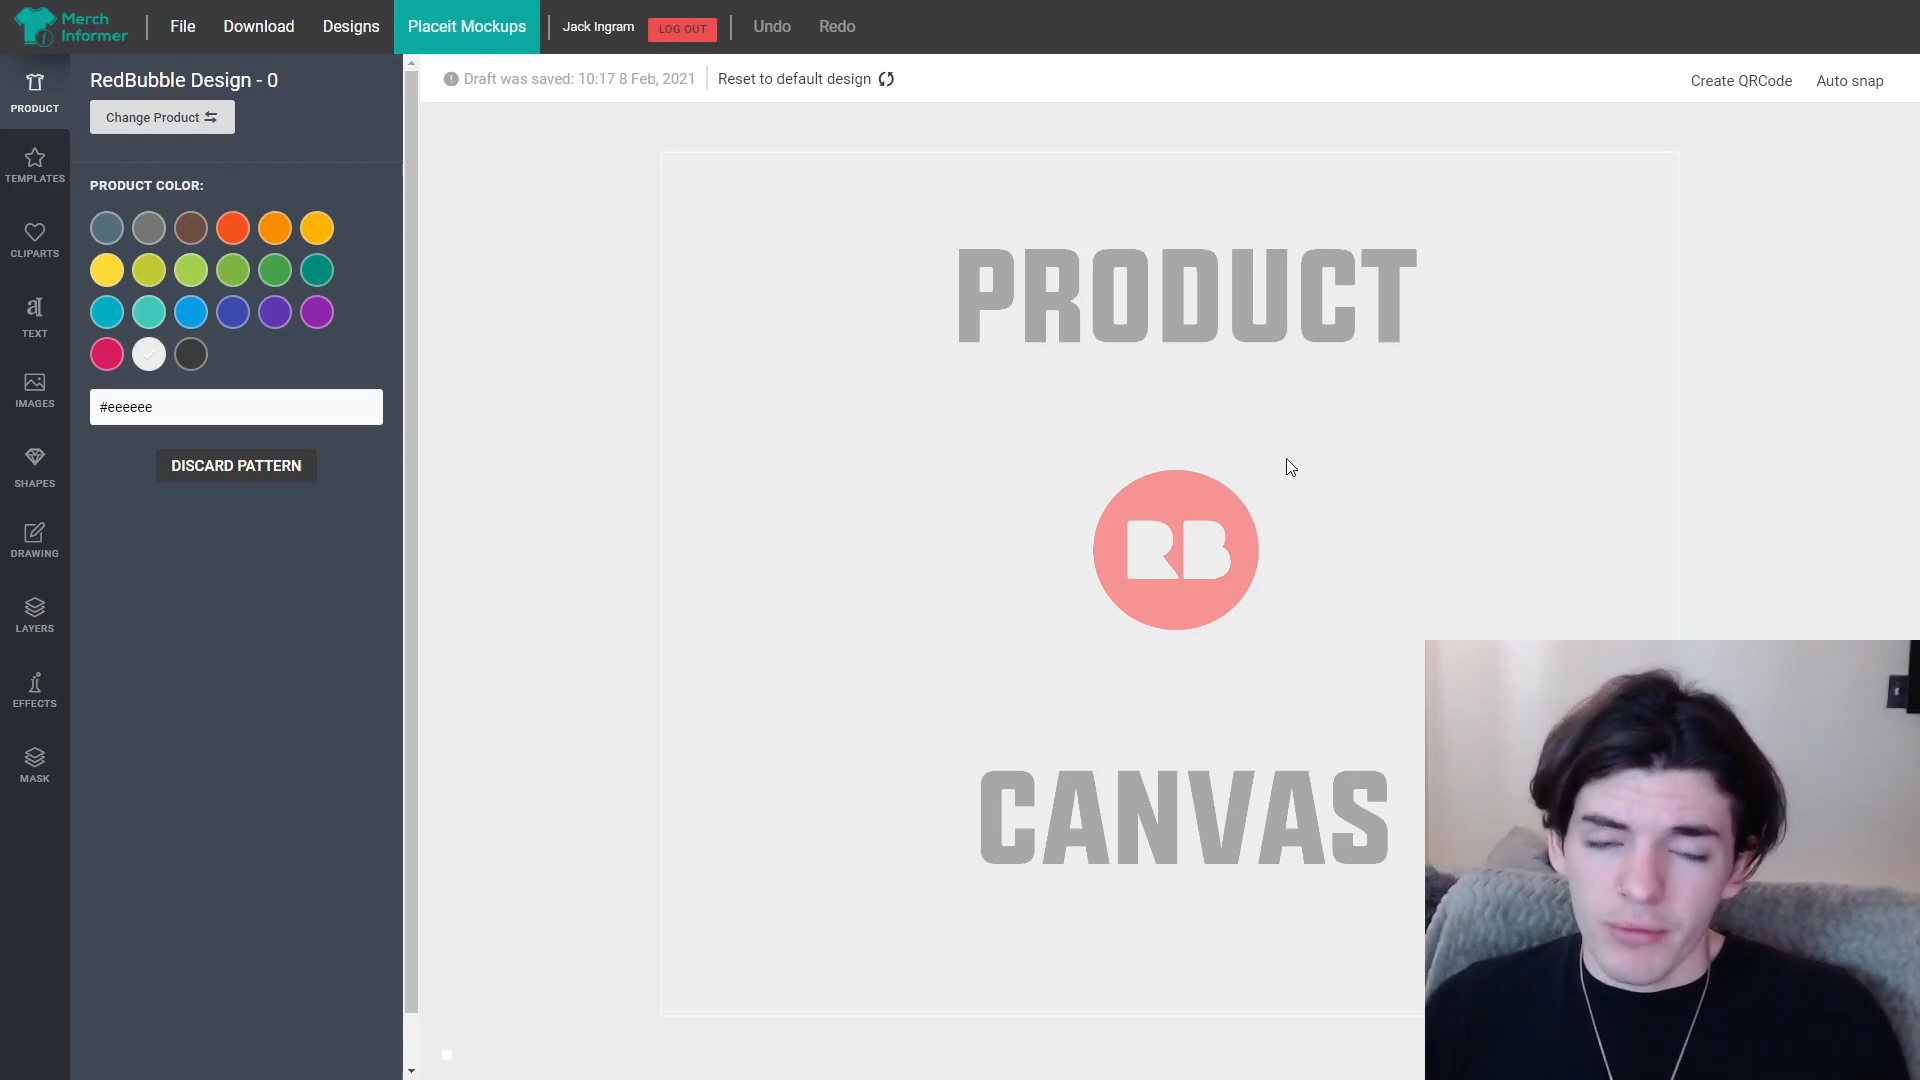 Merch
Informer
File
Download
Designs
Placeit Mockups
Jack Ingram
LOG OUT
Undo
Redo
PRODUCT
TEMPLATES
CLIPARTS
TEXT
IMAGES
SHAPES
DRAWING
LAYERS
EFFECTS
MASK
RedBubble Design - 0
Change Product
PRODUCT COLOR:
#eeeeee
DISCARD PATTERN
Draft was saved: 10:17 8 Feb, 2021
Reset to default design
Create QRCode
Auto snap
PRODUCT
RB
CANVAS